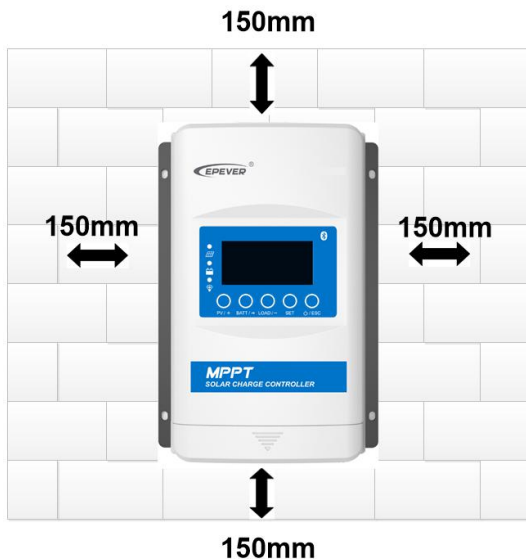 150mm
EPEVER®
150mm
150mm
PV/+ BATT/+ LOAD/- SET ⏻/ESC
MPPT
SOLAR CHARGE CONTROLLER
150mm